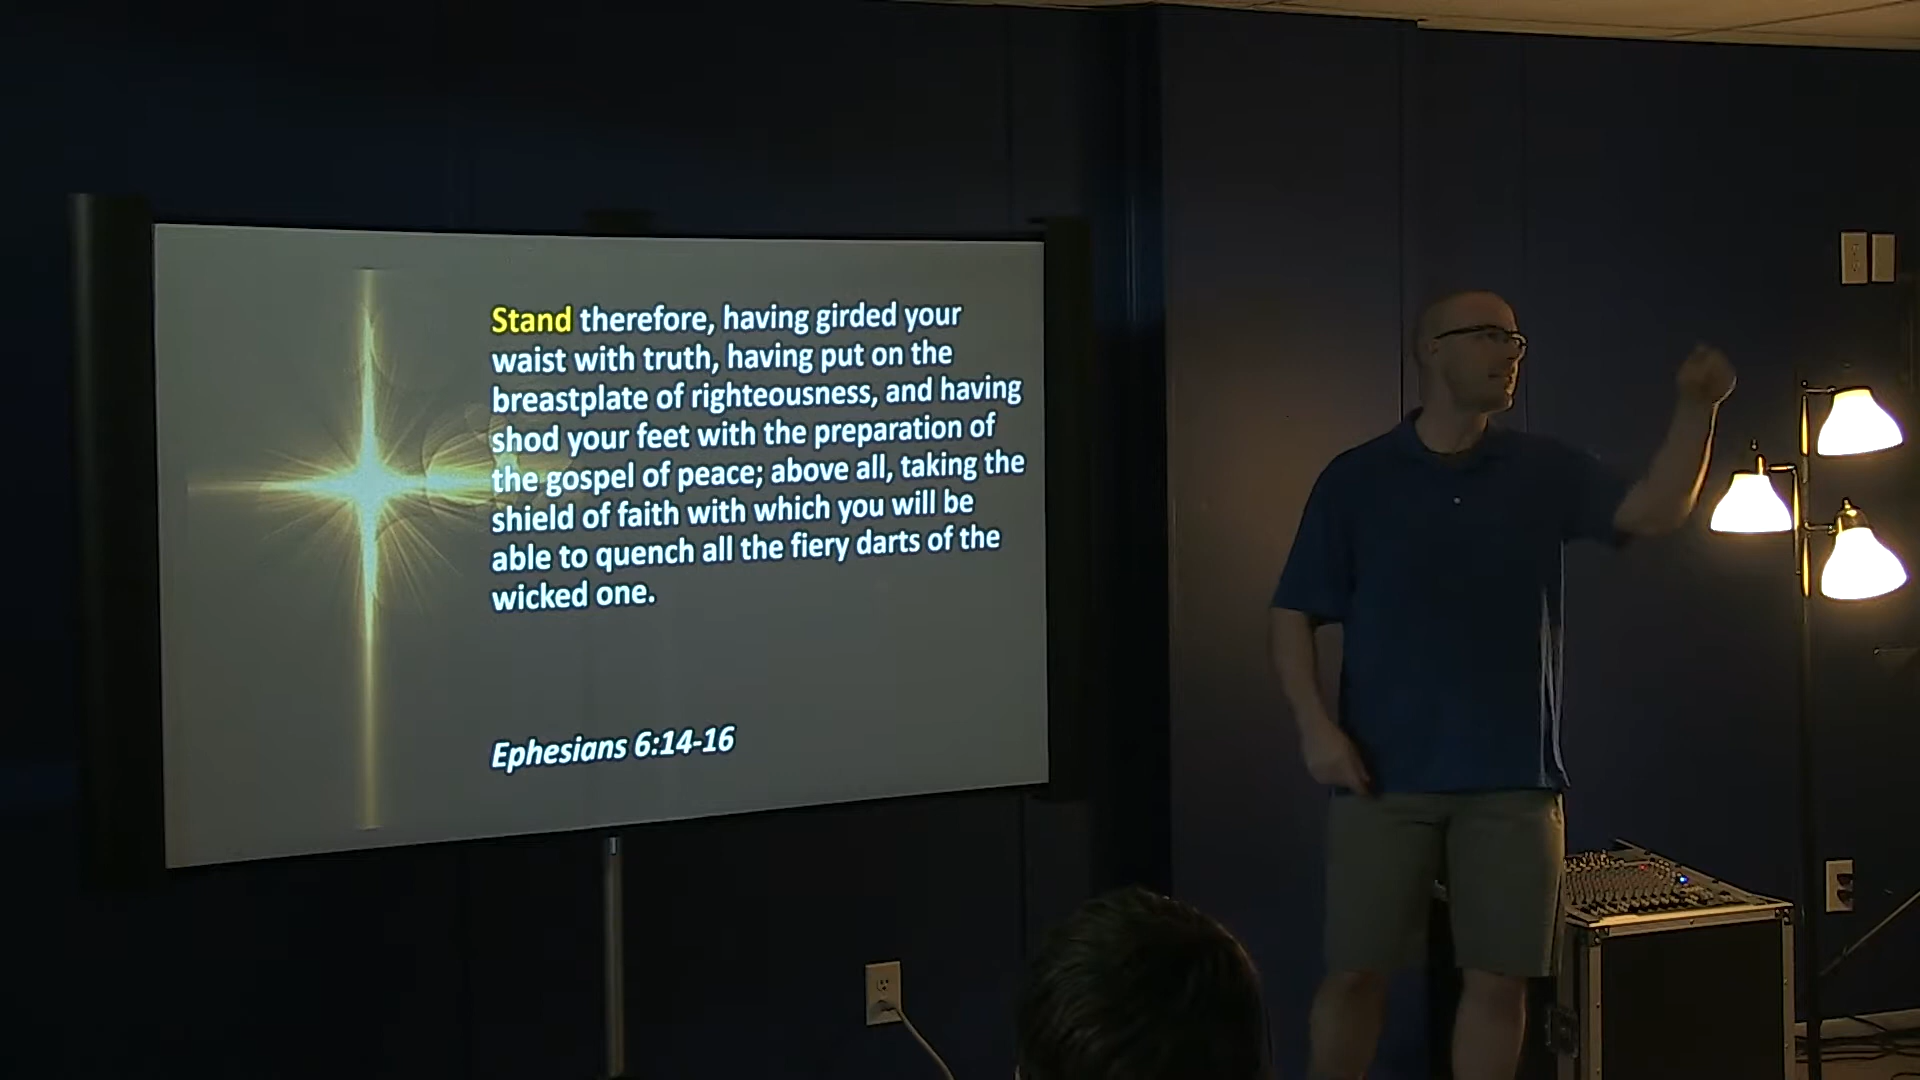 Stand therefore, having girded your
waist with truth, having put on the
breastplate of righteousness, and having
shod your feet with the preparation of
the gospel of peace; above all, taking the
shield of faith with which you will be
able to quench all the fiery darts of the
wicked one.
Ephesians 6:14-16